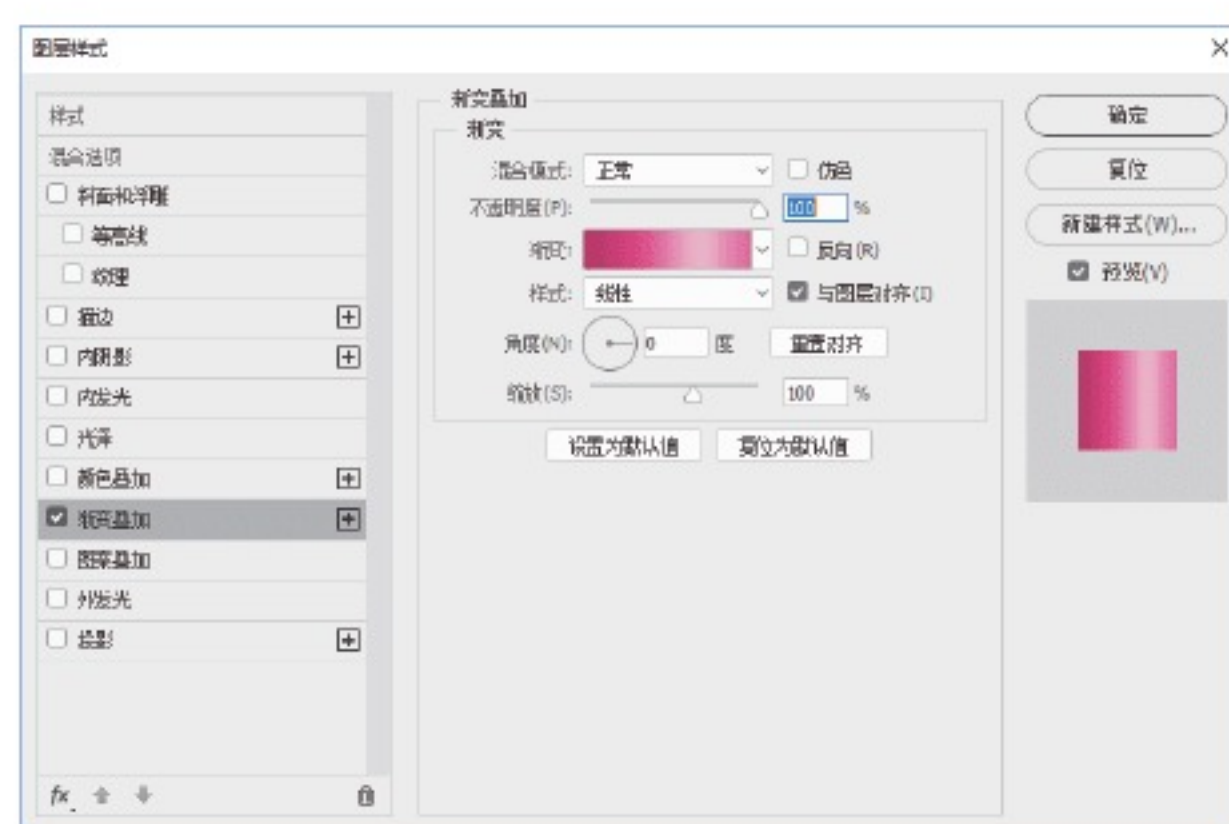 图层样式
样式
混合选项
斜面和浮雕
等高线
纹理
描边
内阴影
内发光
光泽
颜色叠加
渐变叠加
图案叠加
外发光
投影
fx
渐变叠加
渐变
混合模式: 正常 仿色
不透明度(P): 100 %
渐变: 反向(R)
样式: 线性 与图层对齐(I)
角度(N): 0 度 重置对齐
缩放(S): 100 %
设置为默认值 复位为默认值
确定
复位
新建样式(W)...
预览(V)